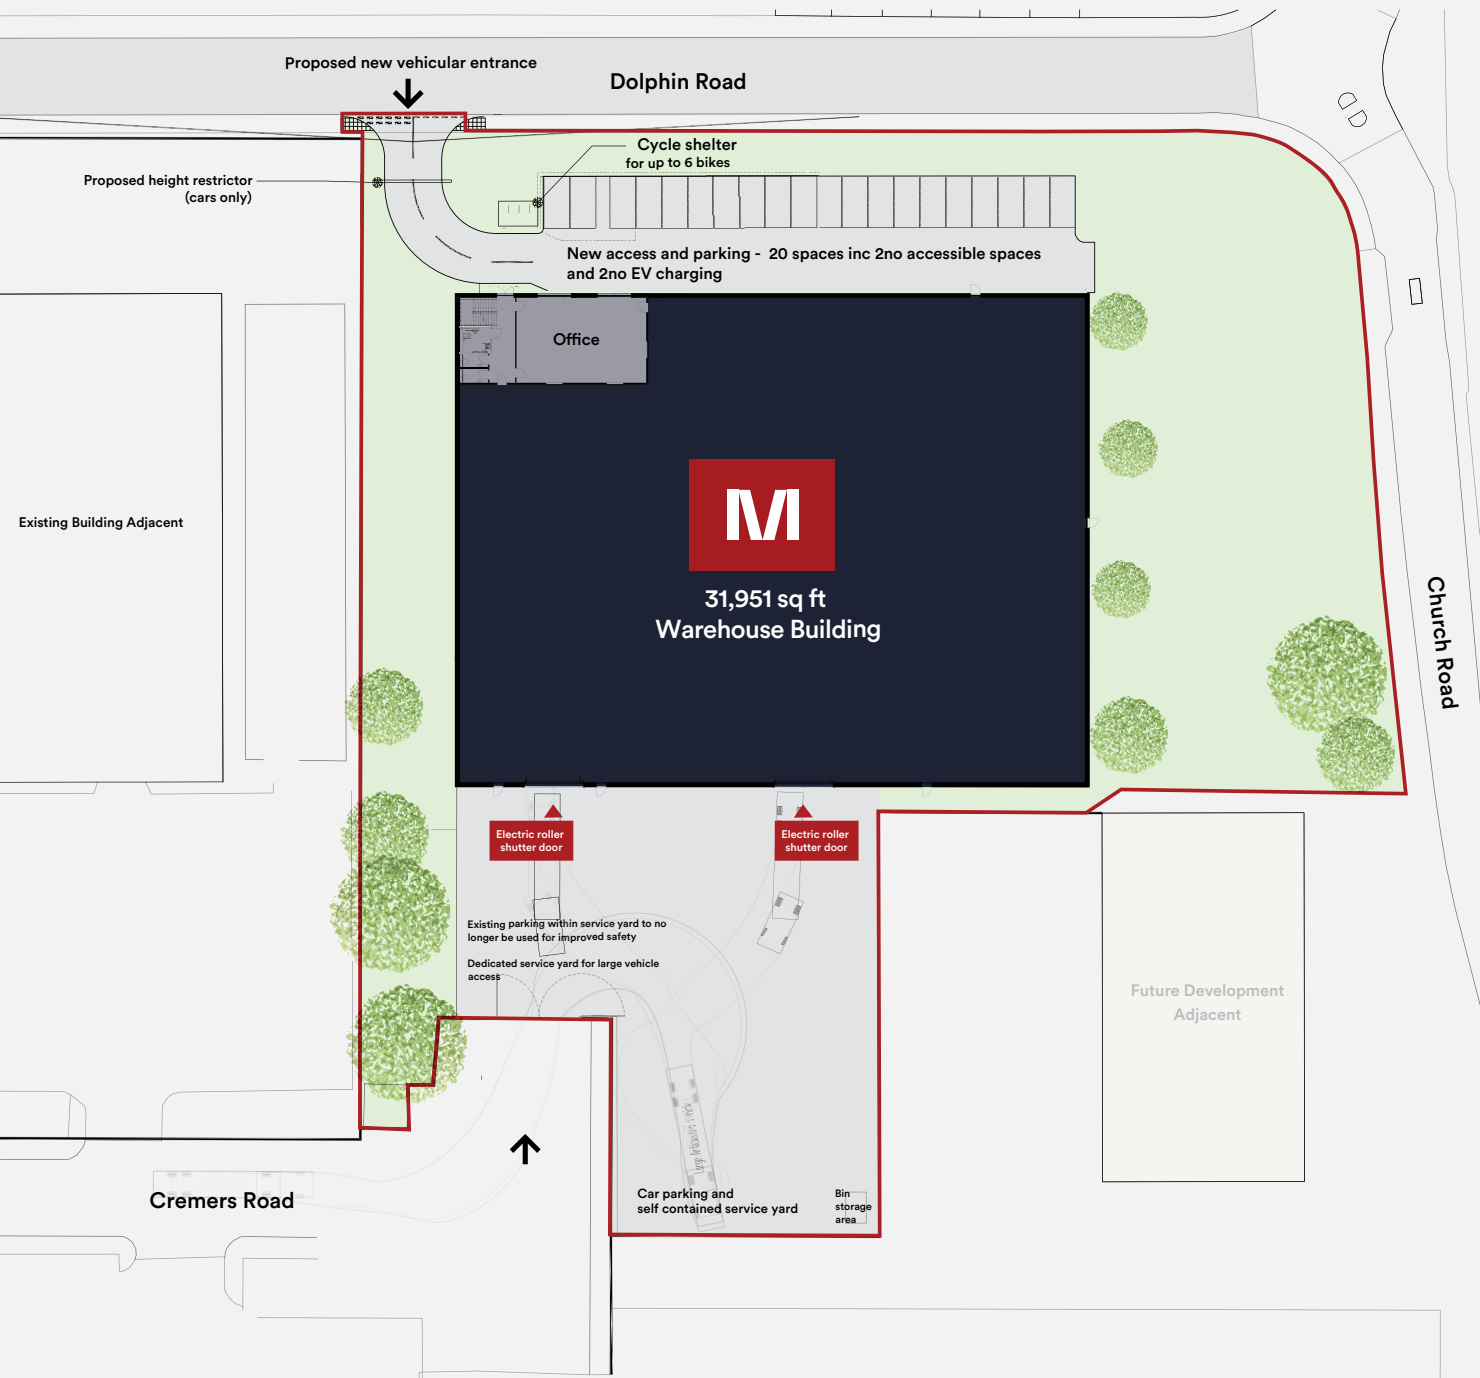 Proposed new vehicular entrance
Dolphin Road
Cycle shelter
for up to 6 bikes
Proposed height restrictor
(cars only)
New access and parking - 20 spaces inc 2no accessible spaces
and 2no EV charging
Office
Existing Building Adjacent
M
31,951 sq ft
Warehouse Building
Church Road
Electric roller
shutter door
Electric roller
shutter door
Existing parking within service yard to no
longer be used for improved safety
Dedicated service yard for large vehicle
access
Future Development
Adjacent
Cremers Road
Car parking and
self contained service yard
Bin
storage
area